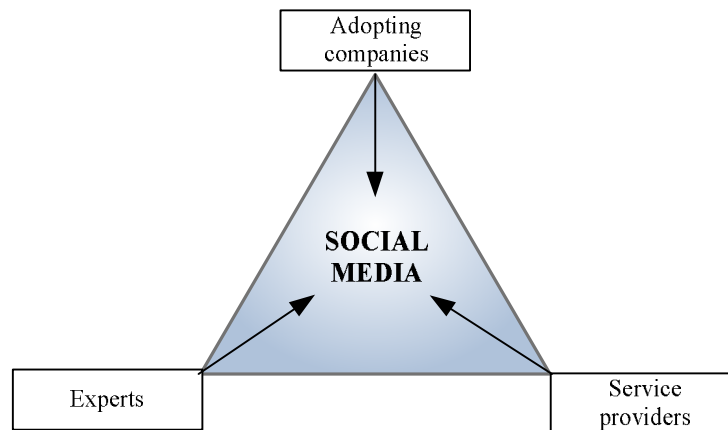 Adopting
companies
SOCIAL
MEDIA
Experts
Service
providers